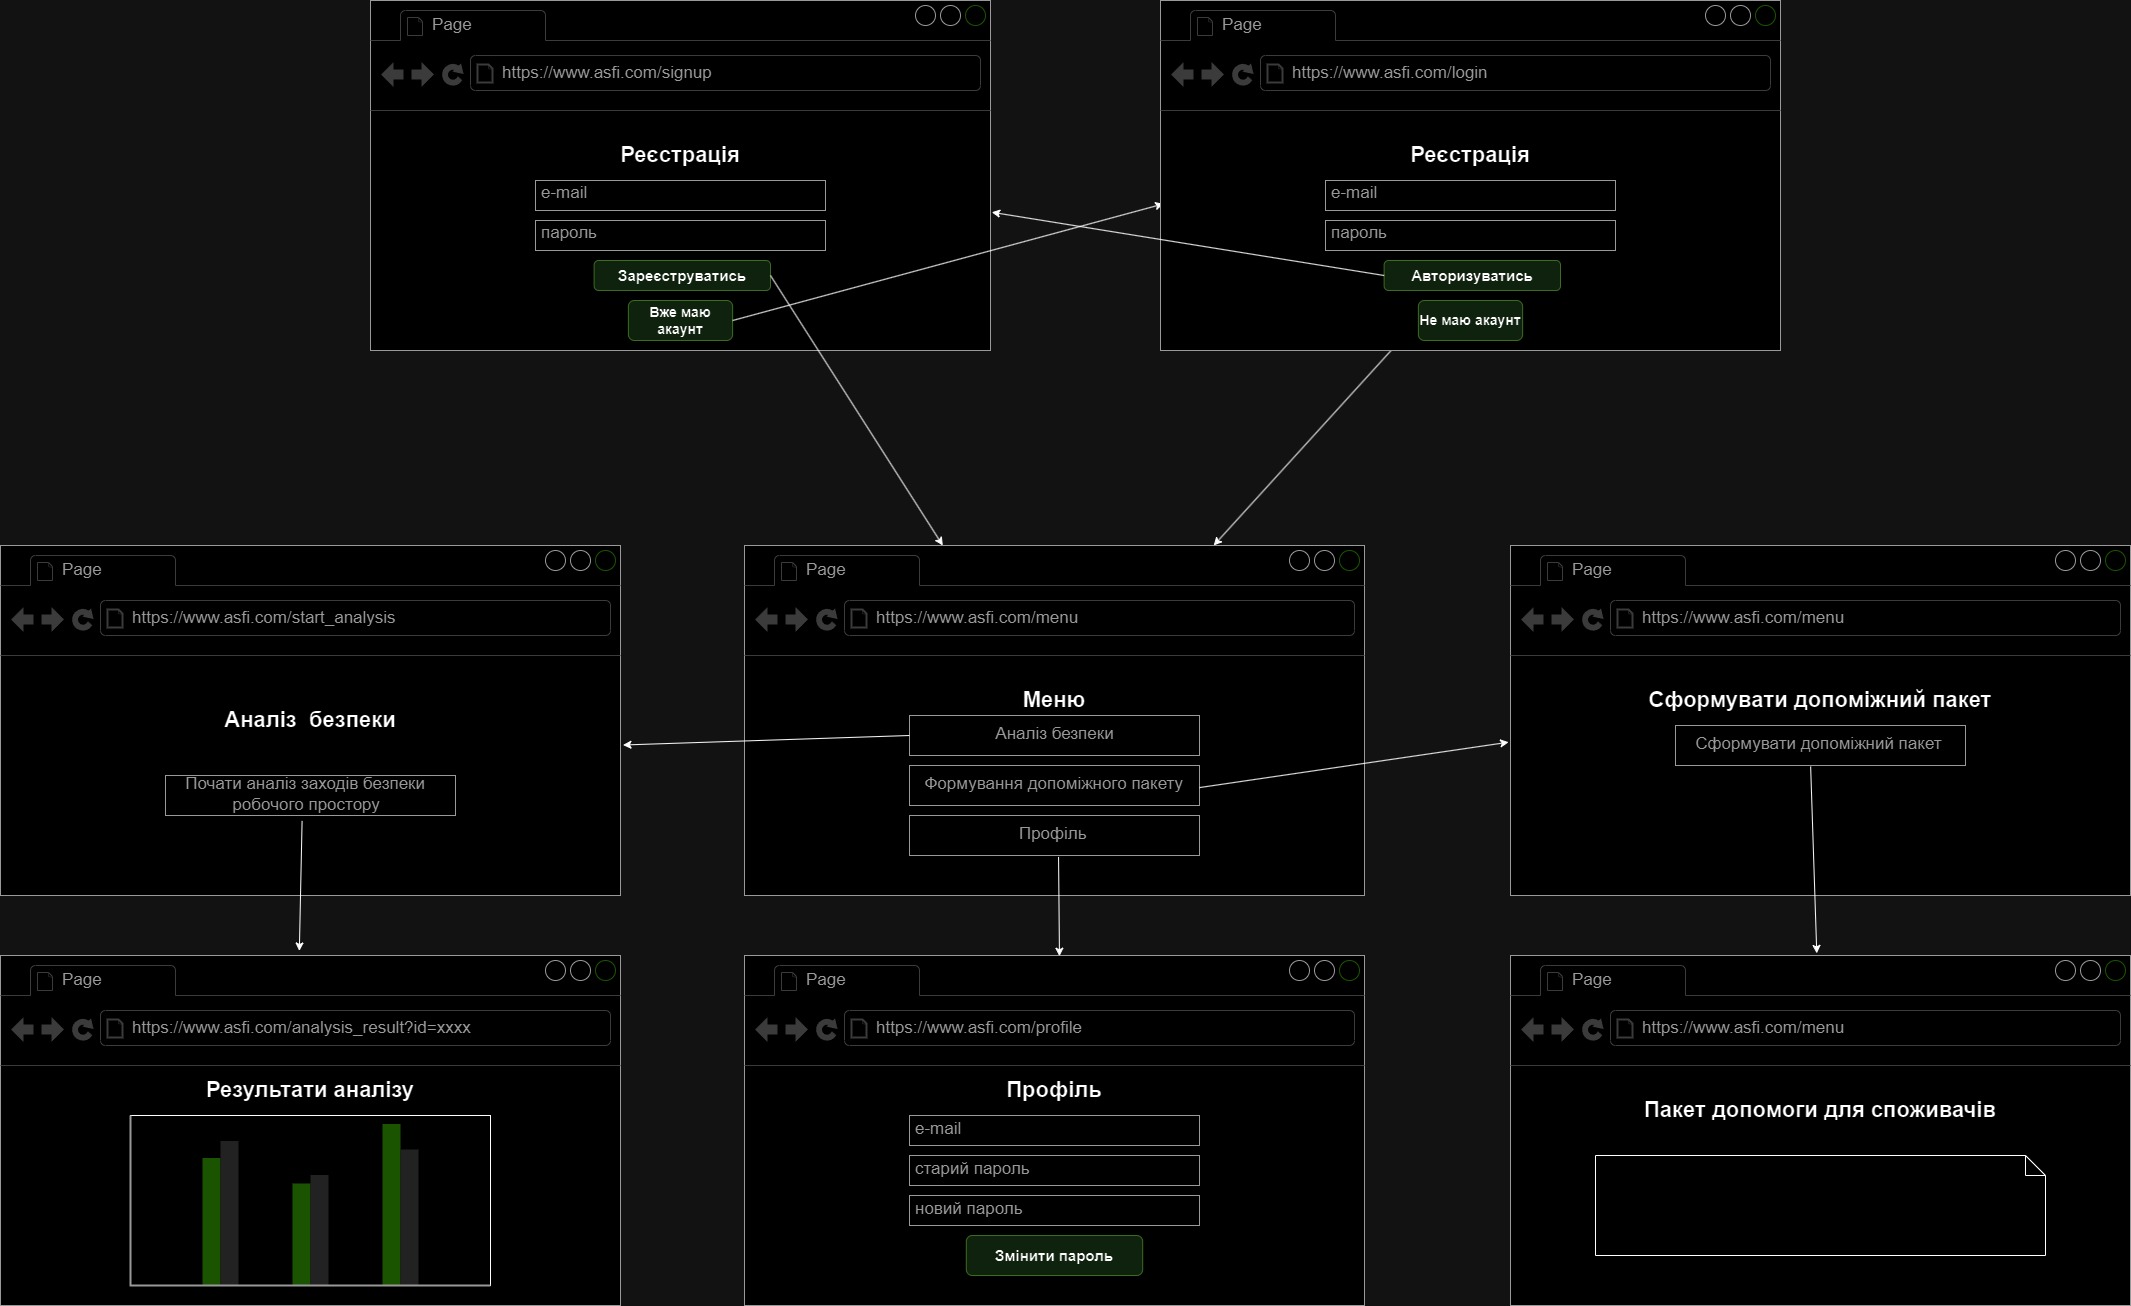 Page
https://www.asfi.com/signup
Реєстрація
e-mail
пароль
Зареєструватись
Вже маю
акаунт
Page
https://www.asfi.com/login
Реєстрація
e-mail
пароль
Авторизуватись
Не маю акаунт
Page
https://www.asfi.com/start_analysis
Аналіз безпеки
Почати аналіз заходів безпеки
робочого простору
Page
https://www.asfi.com/menu
Меню
Аналіз безпеки
Формування допоміжного пакету
Профіль
Page
https://www.asfi.com/menu
Сформувати допоміжний пакет
Сформувати допоміжний пакет
Page
https://www.asfi.com/analysis_result?id=xxxx
Результати аналізу
Page
https://www.asfi.com/profile
Профіль
e-mail
старий пароль
новий пароль
Змінити пароль
Page
https://www.asfi.com/menu
Пакет допомоги для споживачів